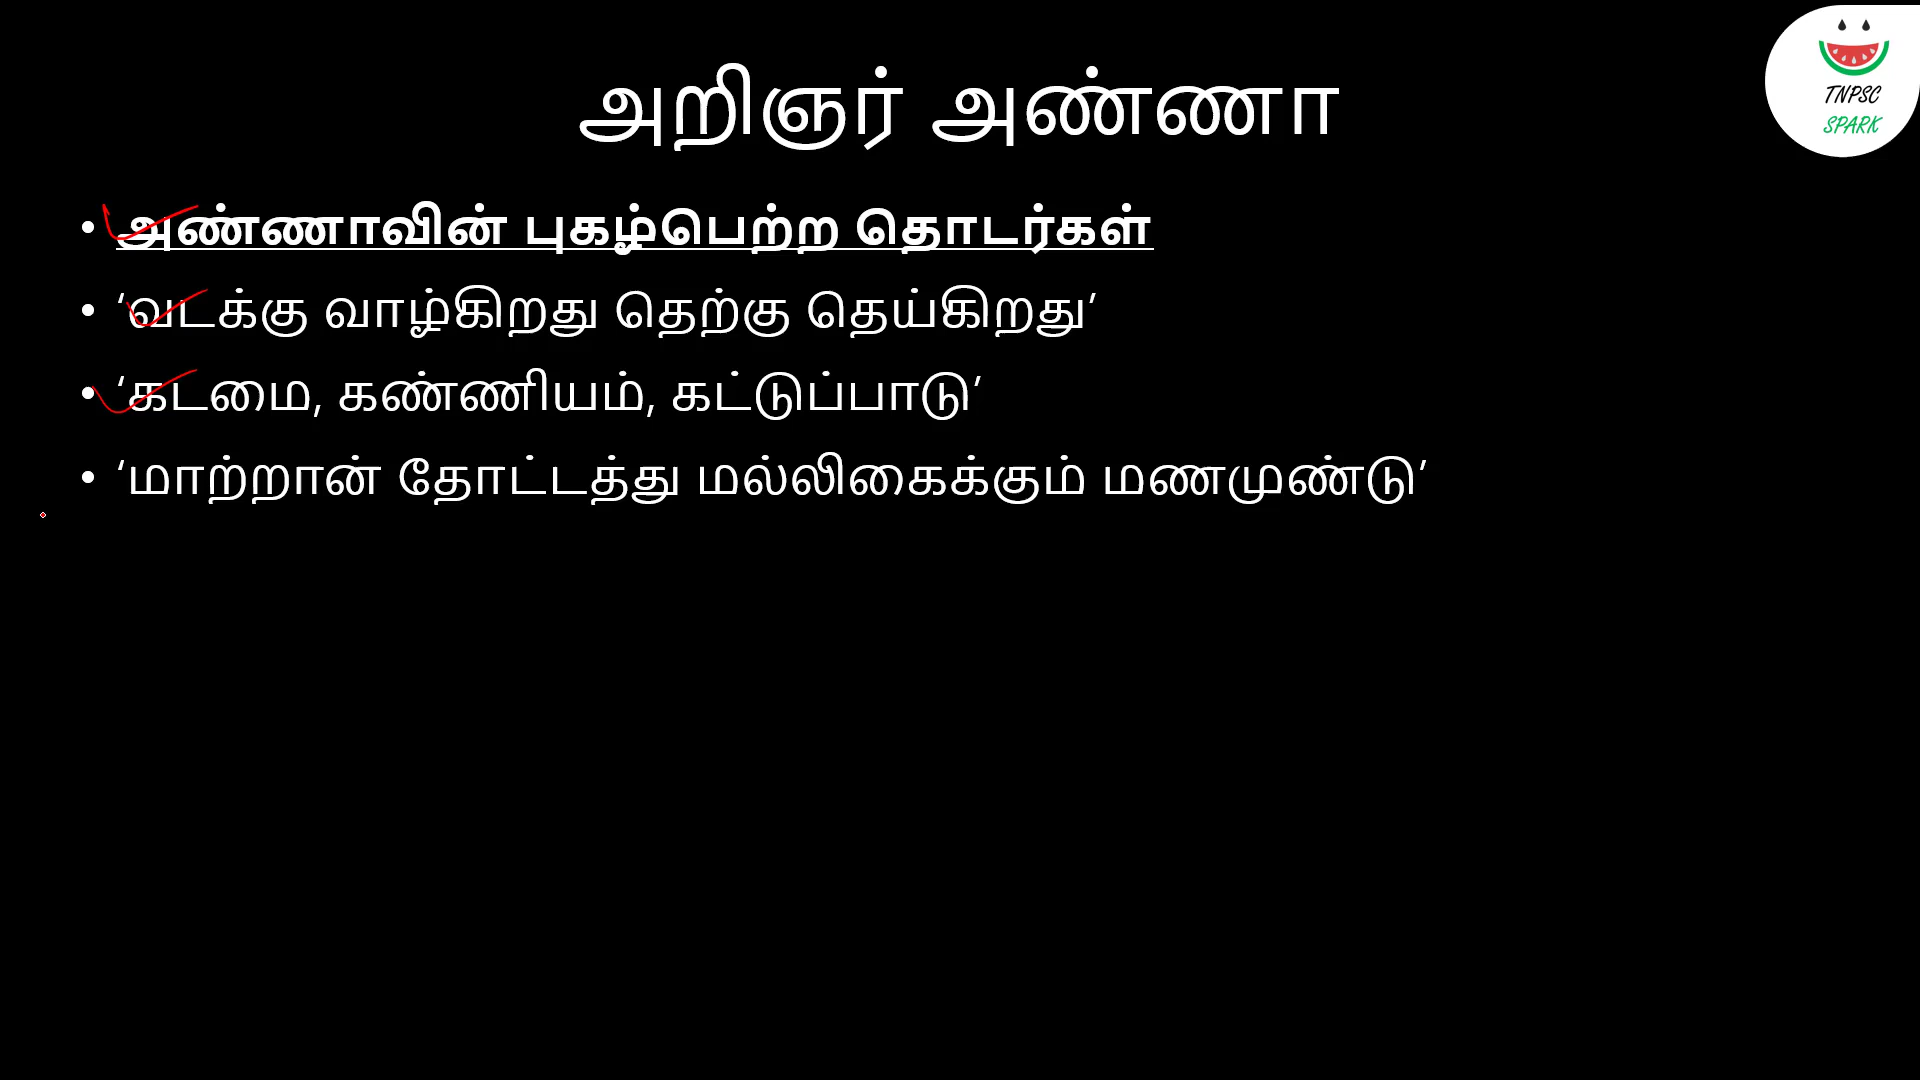 அறிஞர் அண்ணா
TNPSC
SPARK
• அண்ணாவின் புகழ்பெற்ற தொடர்கள்
• ‘வடக்கு வாழ்கிறது தெற்கு தெய்கிறது’
• ‘கடமை, கண்ணியம், கட்டுப்பாடு’
• ‘மாற்றான் தோட்டத்து மல்லிகைக்கும் மணமுண்டு’